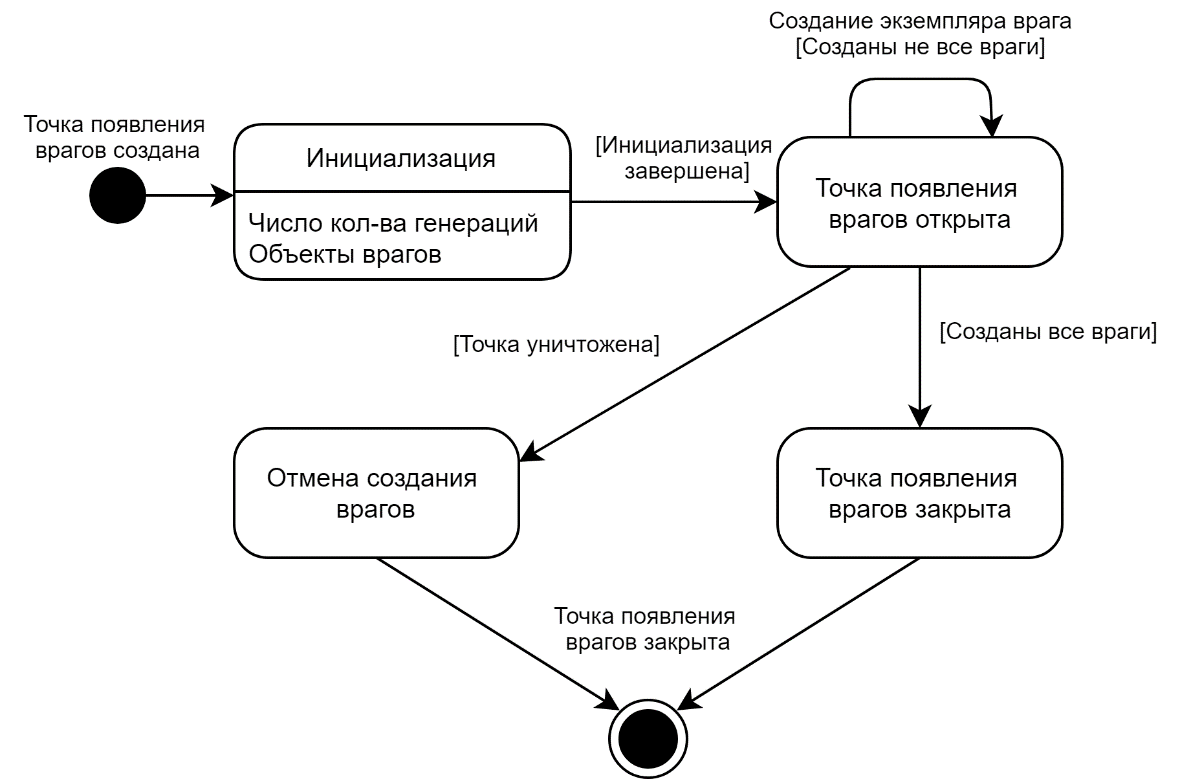 Создание экземпляра врага
[Созданы не все враги]
Точка появления
врагов создана
Инициализация
Число кол-ва генераций
Объекты врагов
[Инициализация
завершена]
Точка появления
врагов открыта
[Точка уничтожена]
[Созданы все враги]
Отмена создания
врагов
Точка появления
врагов закрыта
Точка появления
врагов закрыта